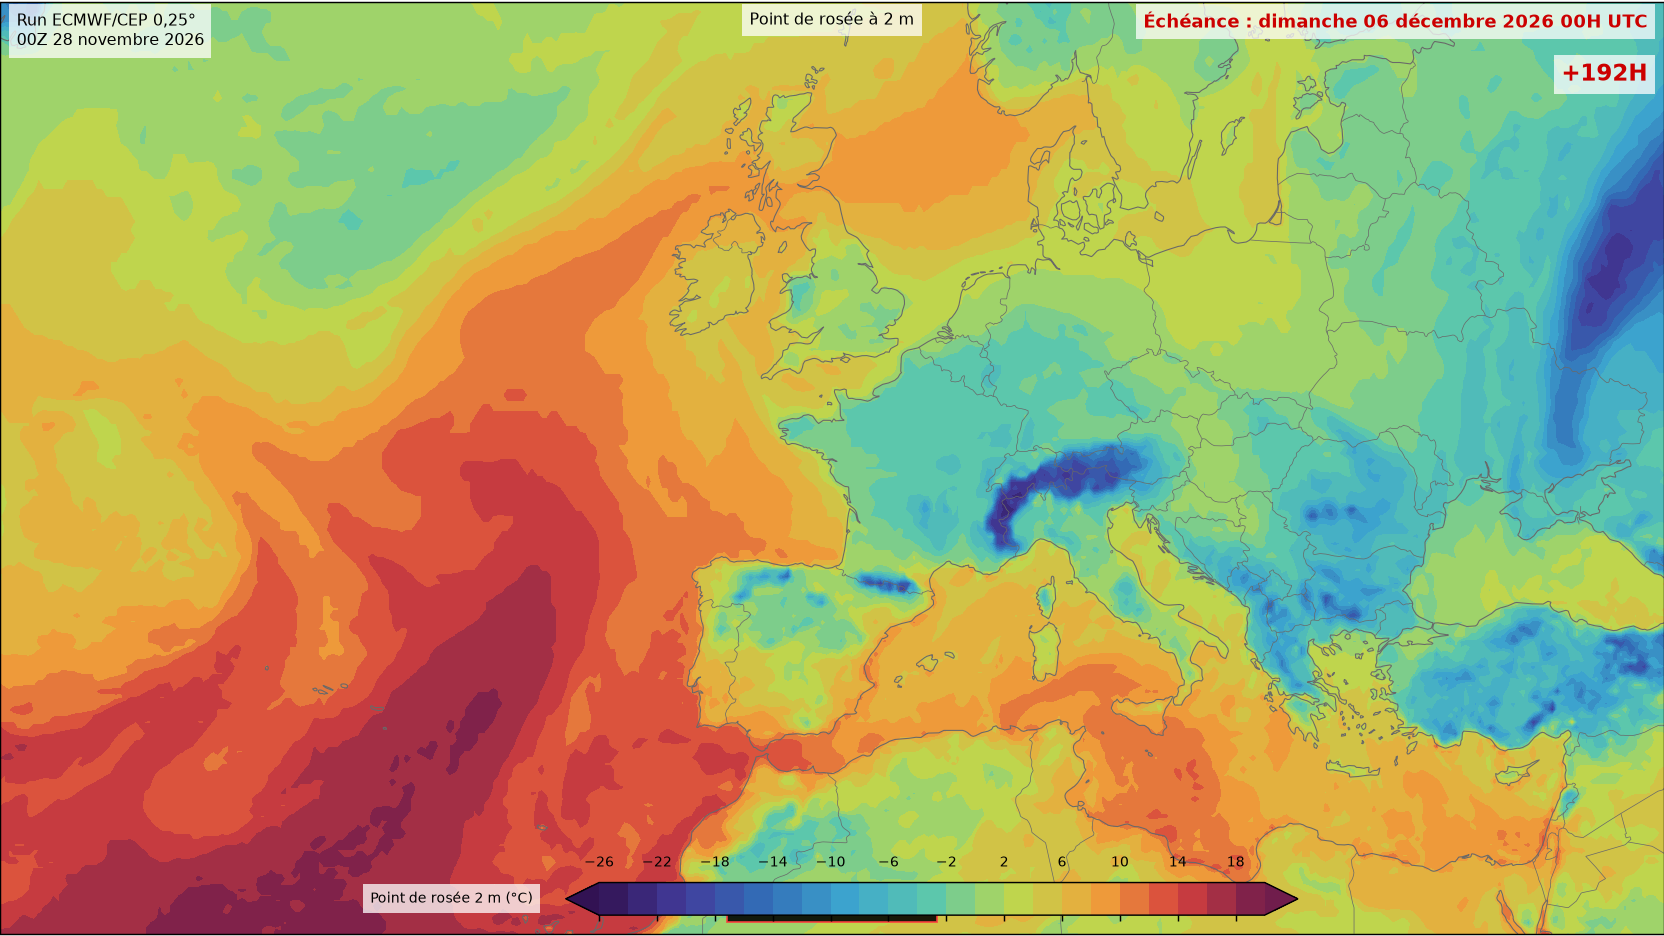 Run ECMWF/CEP 0,25°
00Z 28 novembre 2026
Point de rosée à 2 m
Échéance : dimanche 06 décembre 2026 00H UTC
+192H
−26 −22 −18 −14 −10 −6 −2 2 6 10 14 18
Point de rosée 2 m (°C)